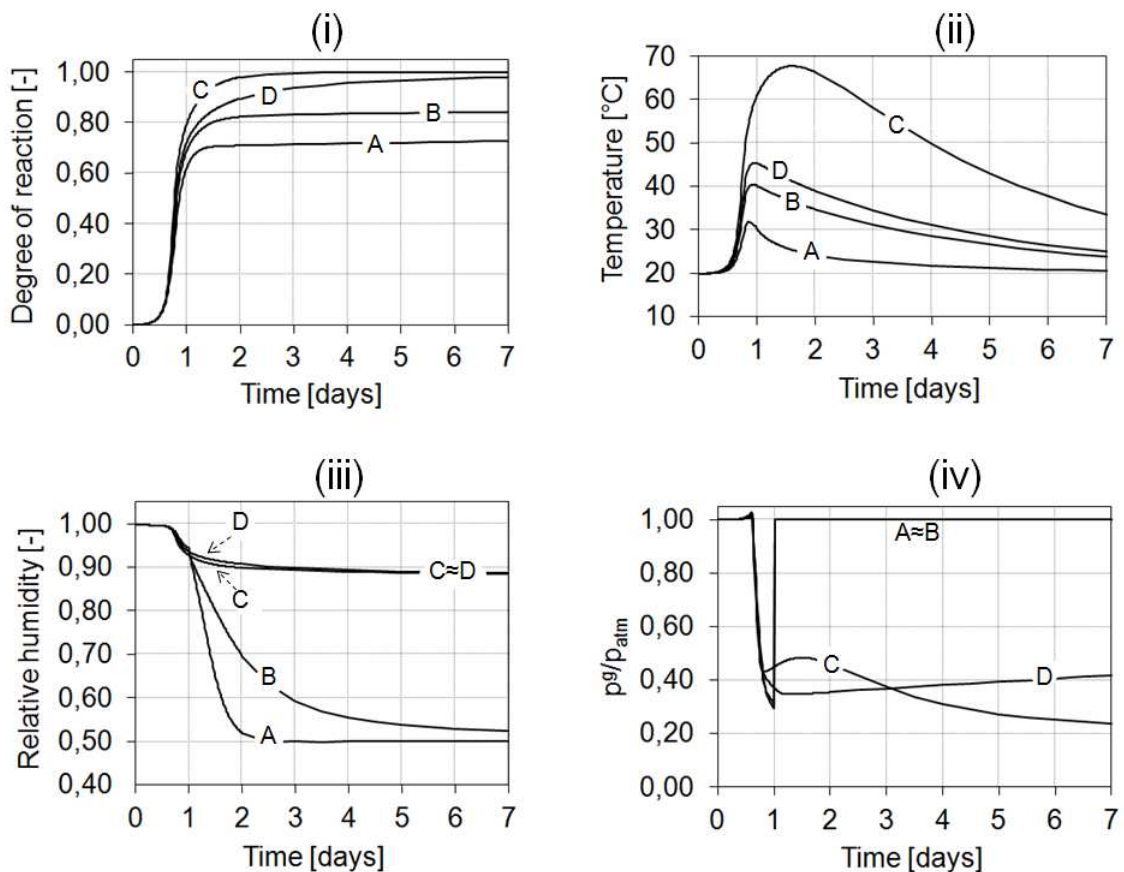 (i)
Degree of reaction [-]
1,00
0,80
0,60
0,40
0,20
0,00
C
D
B
A
0 1 2 3 4 5 6 7
Time [days]
(ii)
Temperature [°C]
70
60
50
40
30
20
10
C
D
B
A
0 1 2 3 4 5 6 7
Time [days]
(iii)
Relative humidity [-]
1,00
0,90
0,80
0,70
0,60
0,50
0,40
D
C≈D
C
B
A
0 1 2 3 4 5 6 7
Time [days]
(iv)
pᵍ/pₐₜₘ
1,00
0,80
0,60
0,40
0,20
0,00
A≈B
C
D
0 1 2 3 4 5 6 7
Time [days]